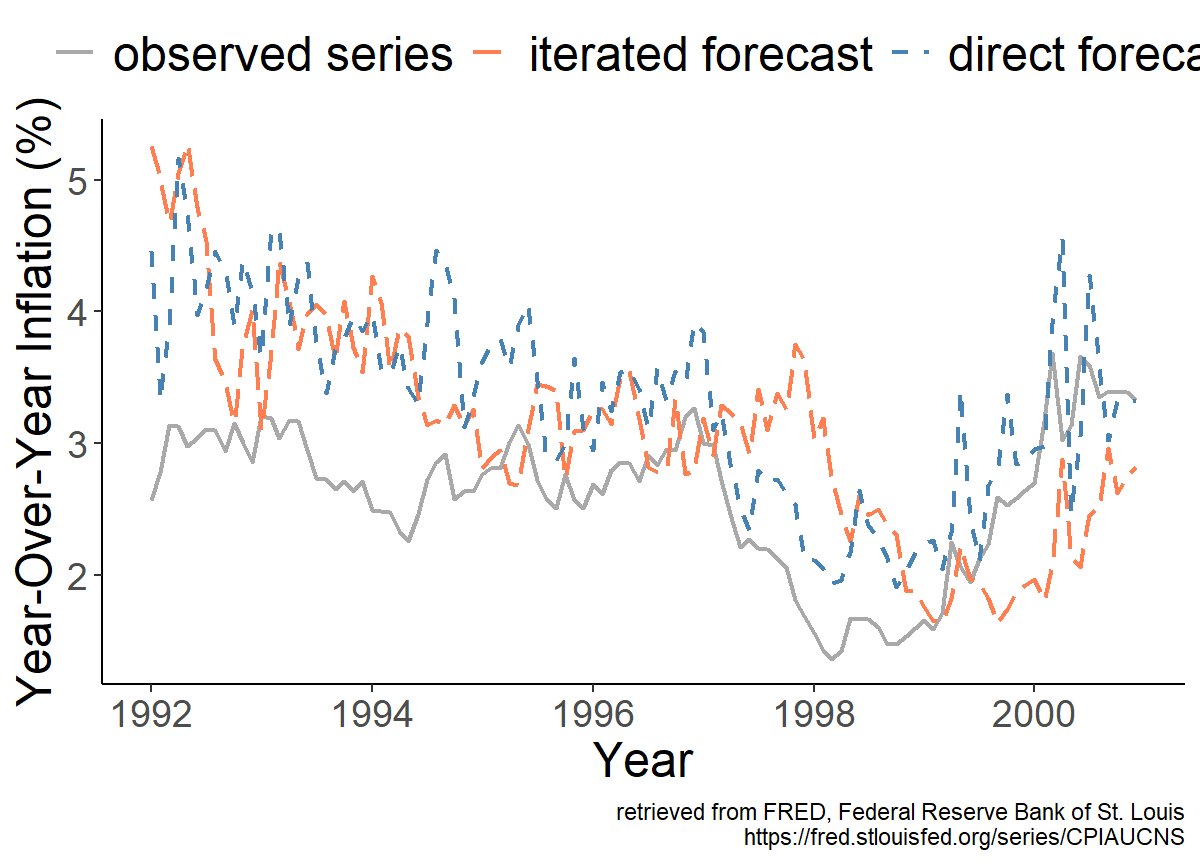 observed series iterated forecast direct foreca
Year-Over-Year Inflation (%)
5
4
3
2
1992 1994 1996 1998 2000
Year
retrieved from FRED, Federal Reserve Bank of St. Louis
https://fred.stlouisfed.org/series/CPIAUCNS